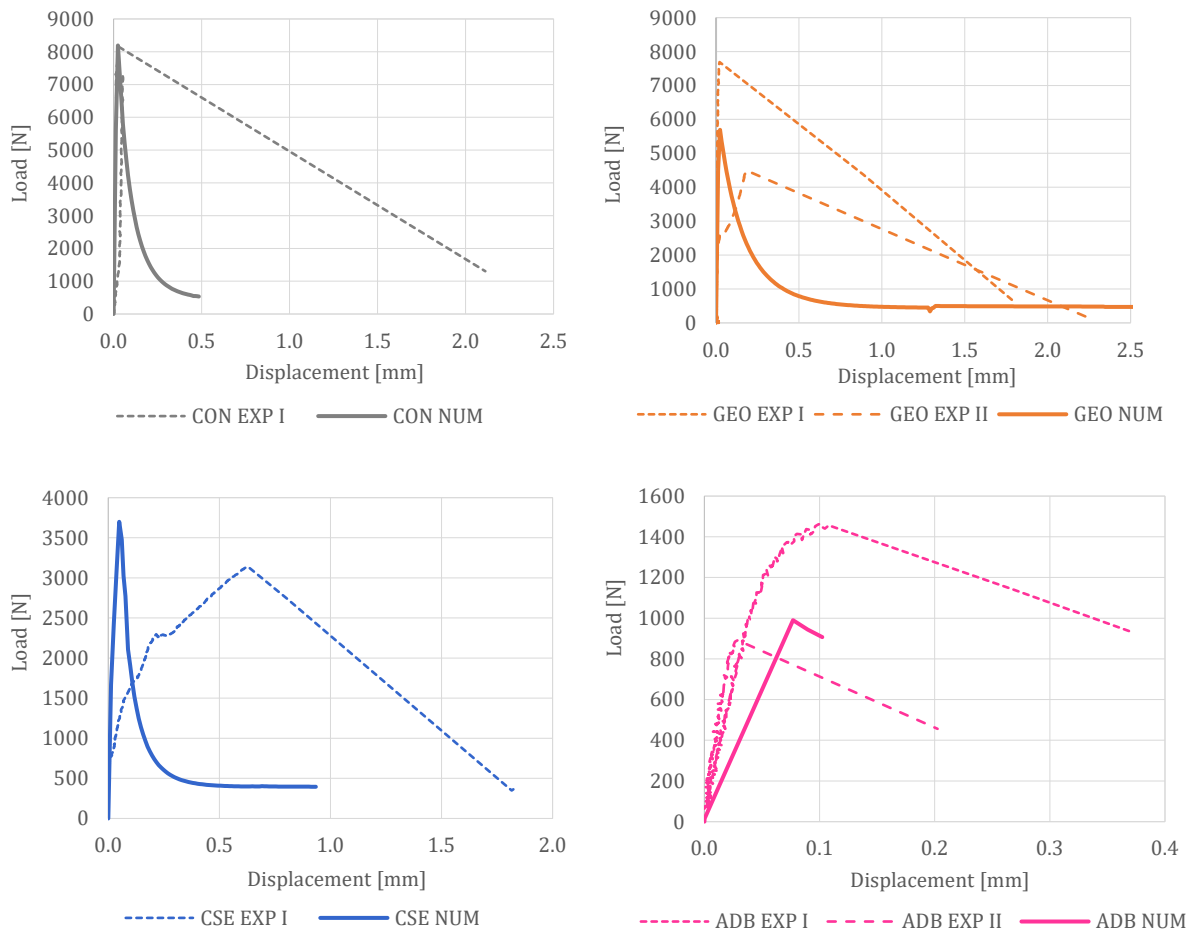 9000
8000
7000
6000
5000
4000
3000
2000
1000
0
Load [N]
0.0 0.5 1.0 1.5 2.0 2.5
Displacement [mm]
CON EXP I CON NUM
9000
8000
7000
6000
5000
4000
3000
2000
1000
0
Load [N]
0.0 0.5 1.0 1.5 2.0 2.5
Displacement [mm]
GEO EXP I GEO EXP II GEO NUM
4000
3500
3000
2500
2000
1500
1000
500
0
Load [N]
0.0 0.5 1.0 1.5 2.0
Displacement [mm]
CSE EXP I CSE NUM
1600
1400
1200
1000
800
600
400
200
0
Load [N]
0.0 0.1 0.2 0.3 0.4
Displacement [mm]
ADB EXP I ADB EXP II ADB NUM